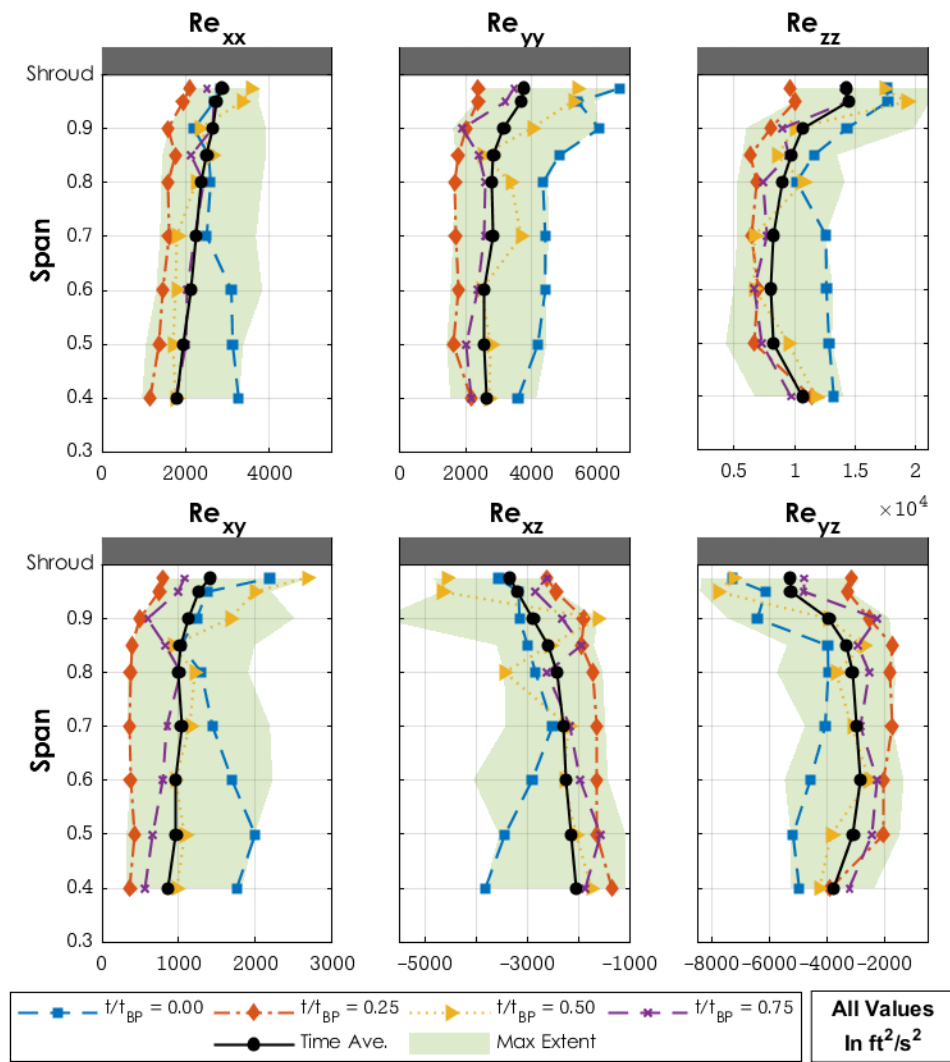 Re_xx Re_yy Re_zz
Shroud
0.9
0.8
0.7
0.6
0.5
0.4
0.3
Span
0 2000 4000
0 2000 4000 6000
0.5 1 1.5 2
×10^4
Re_xy Re_xz Re_yz
Shroud
0.9
0.8
0.7
0.6
0.5
0.4
0.3
Span
0 1000 2000 3000
−5000 −3000 −1000
−8000 −6000 −4000 −2000
t/t_BP = 0.00 t/t_BP = 0.25 t/t_BP = 0.50 t/t_BP = 0.75
Time Ave. Max Extent
All Values
In ft²/s²